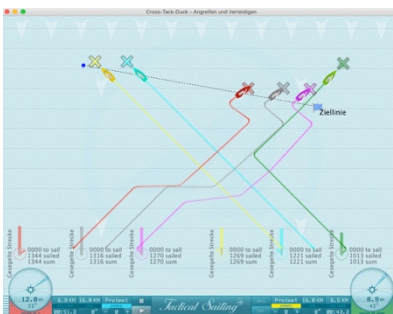 Cross-Tack-Duck - Angreifen und Verteidigen
Ziellinie
Gesegelte Strecke
0000 to sail
1344 sailed
1344 sum
Gesegelte Strecke
0000 to sail
1316 sailed
1316 sum
Gesegelte Strecke
0000 to sail
1270 sailed
1270 sum
Gesegelte Strecke
0000 to sail
1269 sailed
1269 sum
Gesegelte Strecke
0000 to sail
1221 sailed
1221 sum
Gesegelte Strecke
0000 to sail
1013 sailed
1013 sum
12.0
Protest
Tactical Sailing
Protest
8.9